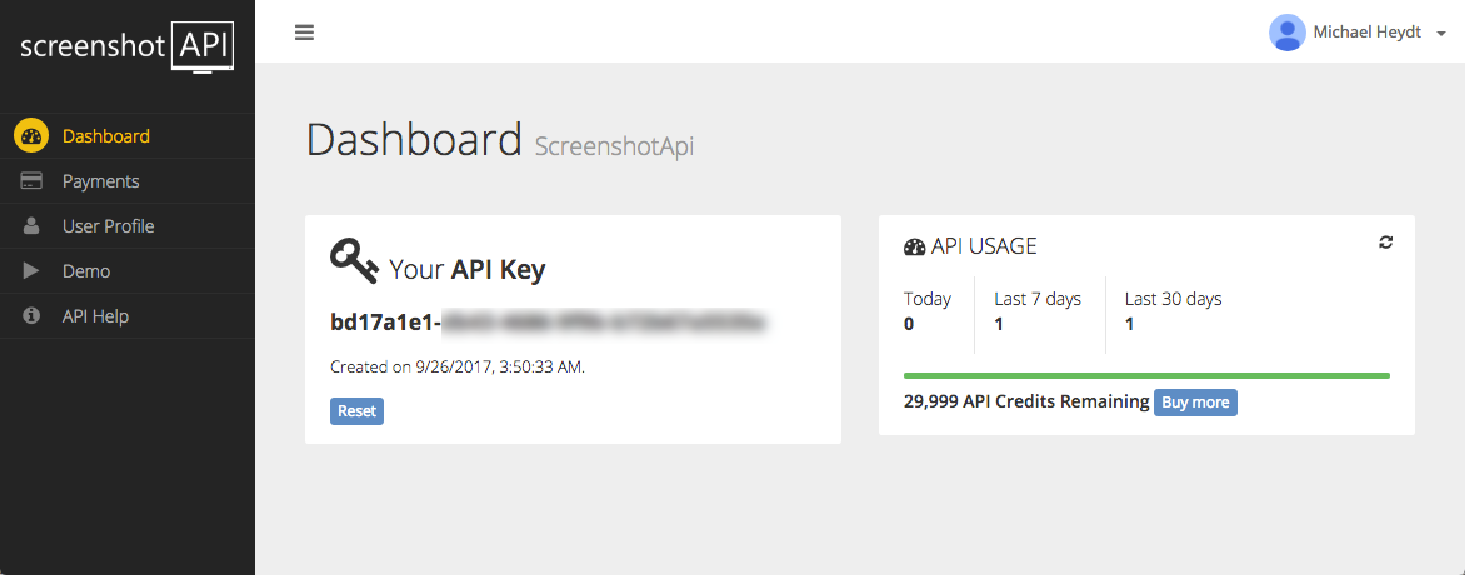 screenshot API
Michael Heydt
Dashboard
Payments
User Profile
Demo
API Help
Dashboard ScreenshotApi
Your API Key
bd17a1e1-
Created on 9/26/2017, 3:50:33 AM.
Reset
API USAGE
Today
0
Last 7 days
1
Last 30 days
1
29,999 API Credits Remaining Buy more